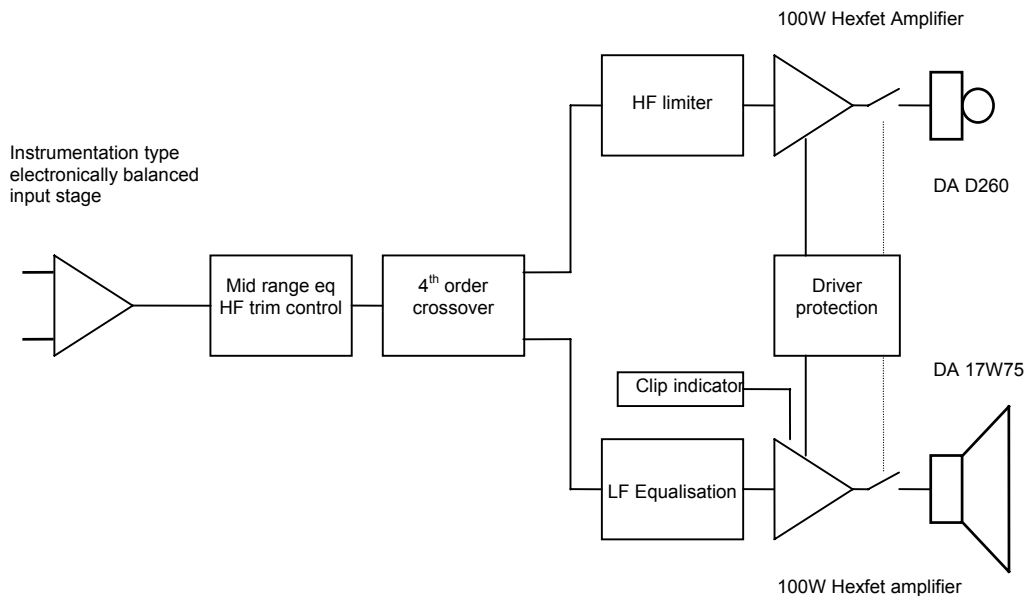 100W Hexfet Amplifier
HF limiter
Instrumentation type
electronically balanced
input stage
DA D260
Mid range eq
HF trim control
4th order
crossover
Driver
protection
DA 17W75
Clip indicator
LF Equalisation
100W Hexfet amplifier